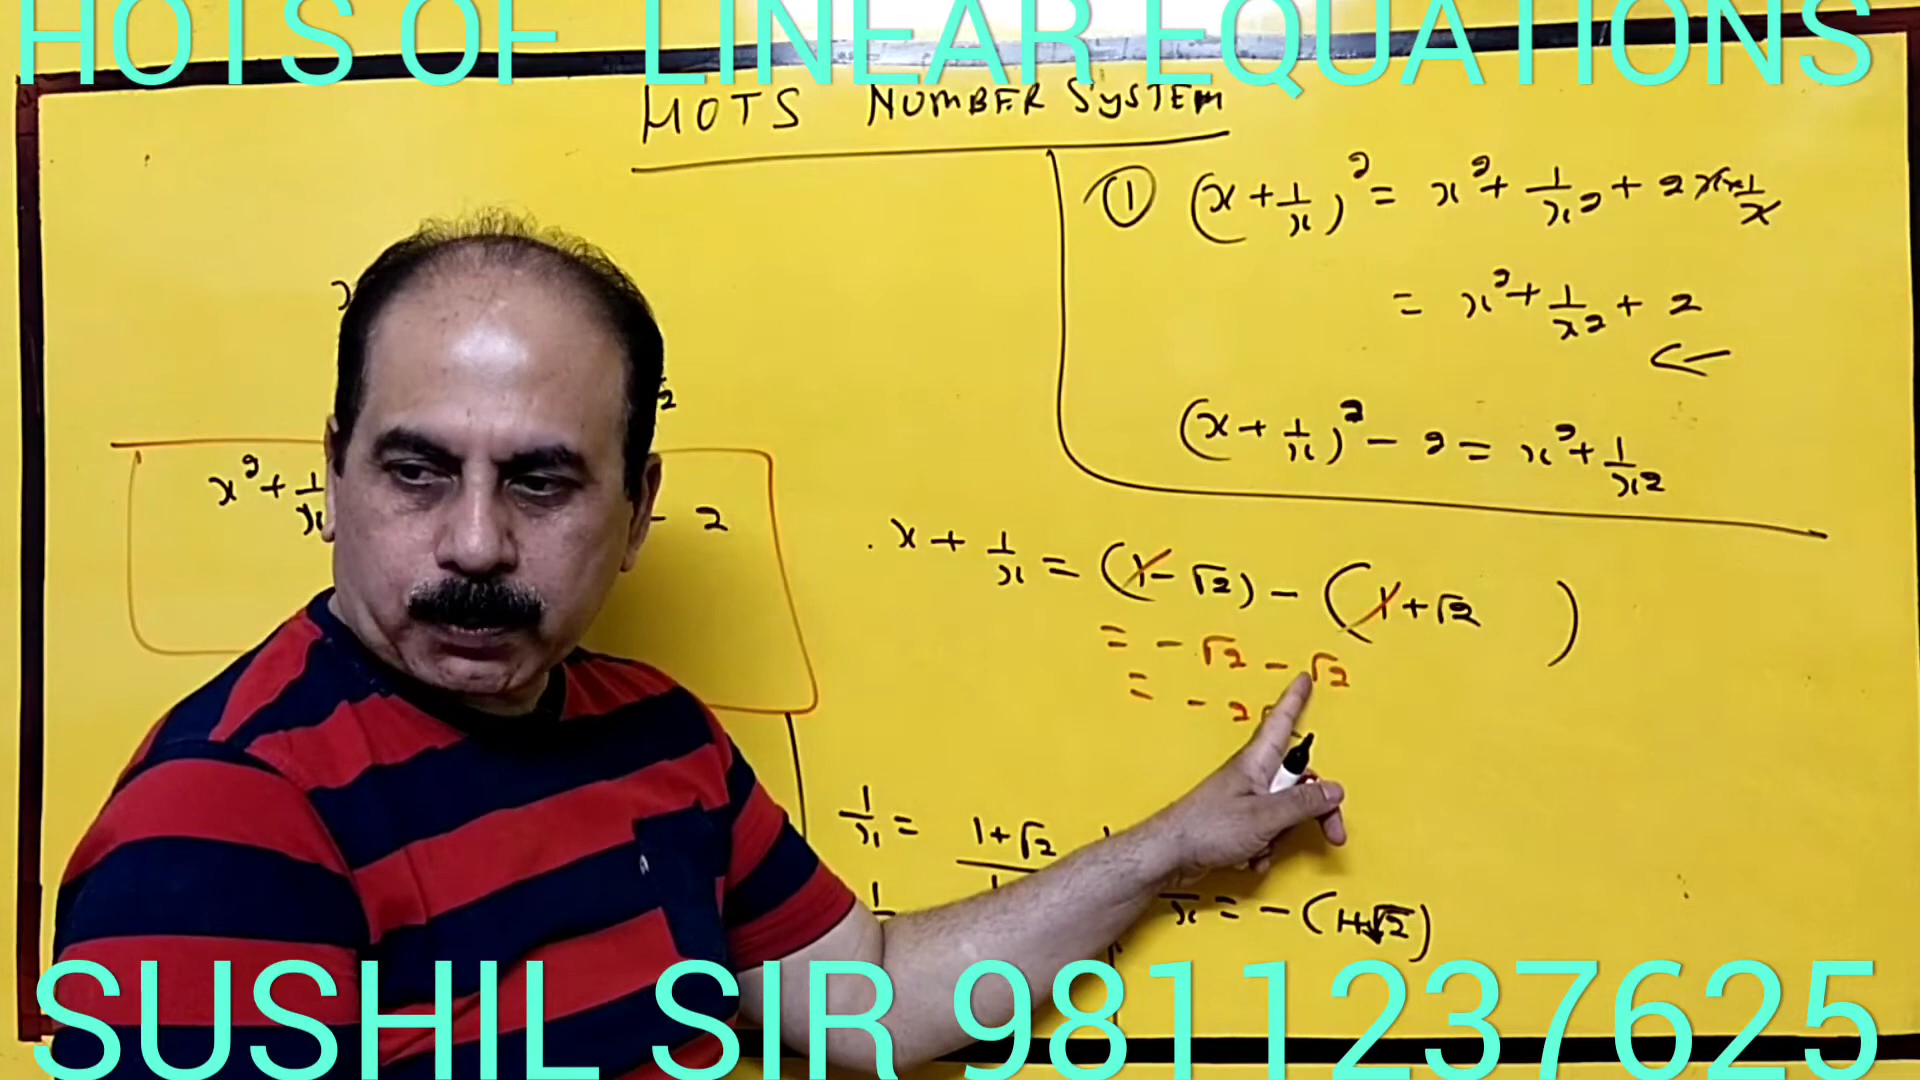 HOTS OF LINEAR EQUATIONS
HOTS NUMBER SYSTEM
① (x + 1/x)² = x² + 1/x² + 2 x × 1/x
= x² + 1/x² + 2
(x + 1/x)² - 2 = x² + 1/x²
x² + 1/x
- 2
x + 1/x = (1 - √2) - (1 + √2)
= - √2 - √2
= - 2
1/x = 1+√2
x = - (1+√2)
SUSHIL SIR 9811237625